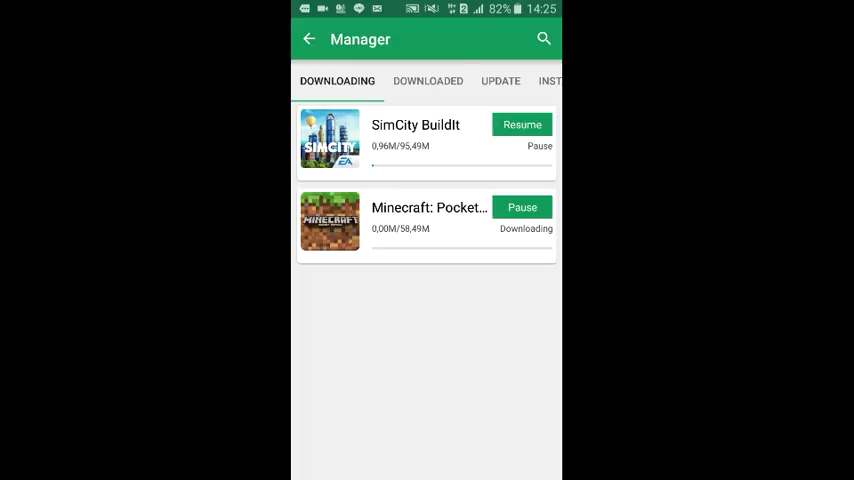 82% 14:25
Manager
DOWNLOADING DOWNLOADED UPDATE INST
SimCity BuildIt
Resume
0,96M/95,49M
Pause
SIMCITY
EA
Minecraft: Pocket...
Pause
0,00M/58,49M
Downloading
MINECRAFT